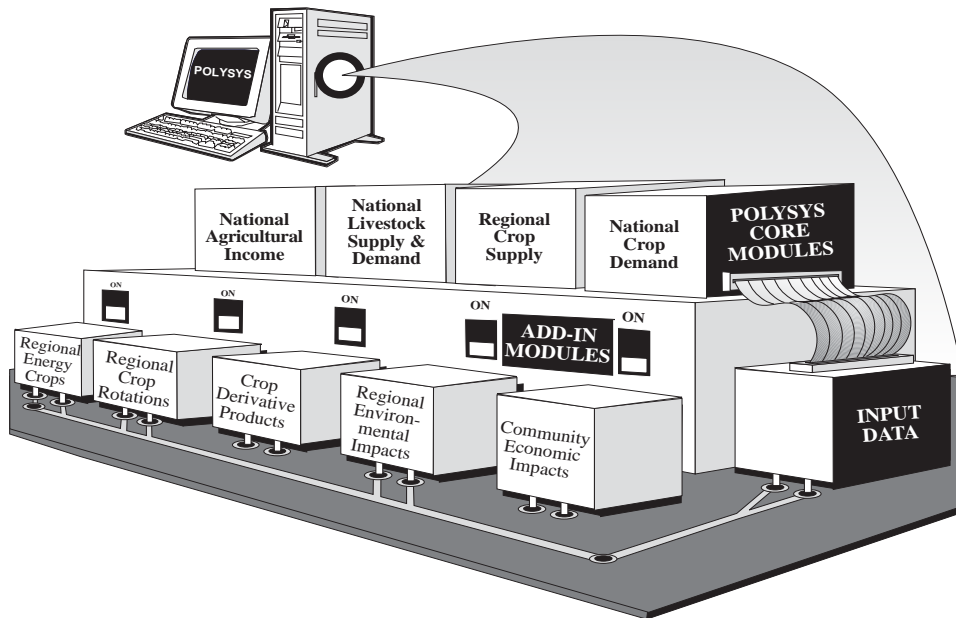 POLYSYS
National
Agricultural
Income
National
Livestock
Supply &
Demand
Regional
Crop
Supply
National
Crop
Demand
POLYSYS
CORE
MODULES
ON
ON
ON
ON
ON
ADD-IN
MODULES
Regional
Energy
Crops
Regional
Crop
Rotations
Crop
Derivative
Products
Regional
Environ-
mental
Impacts
Community
Economic
Impacts
INPUT
DATA